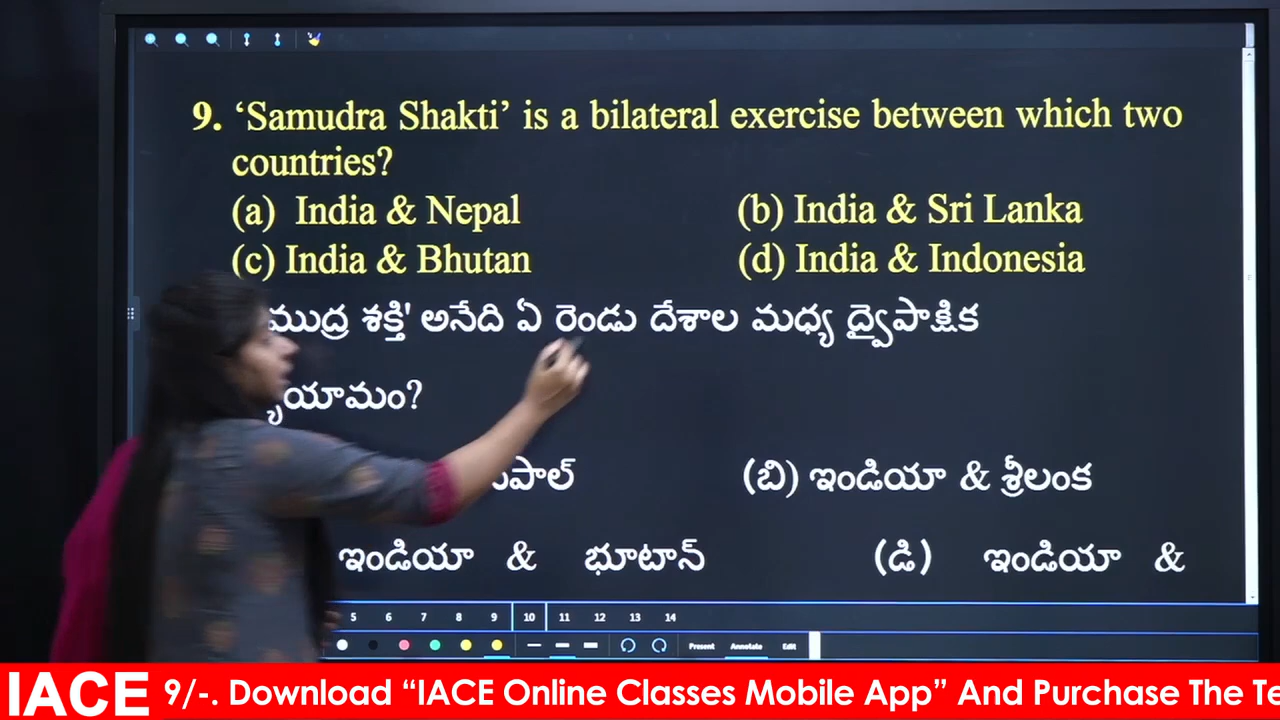 9. ‘Samudra Shakti’ is a bilateral exercise between which two
countries?
(a) India & Nepal (b) India & Sri Lanka
(c) India & Bhutan (d) India & Indonesia
శక్తి' అనేది ఏ రెండు దేశాల మధ్య ద్వైపాక్షిక
(బి) ఇండియా & శ్రీలంక
ఇండియా & భూటాన్ (డి) ఇండియా &
5 6 7 8 9 10 11 12 13 14
Present Annotate Edit
IACE 9/-. Download “IACE Online Classes Mobile App” And Purchase The Te